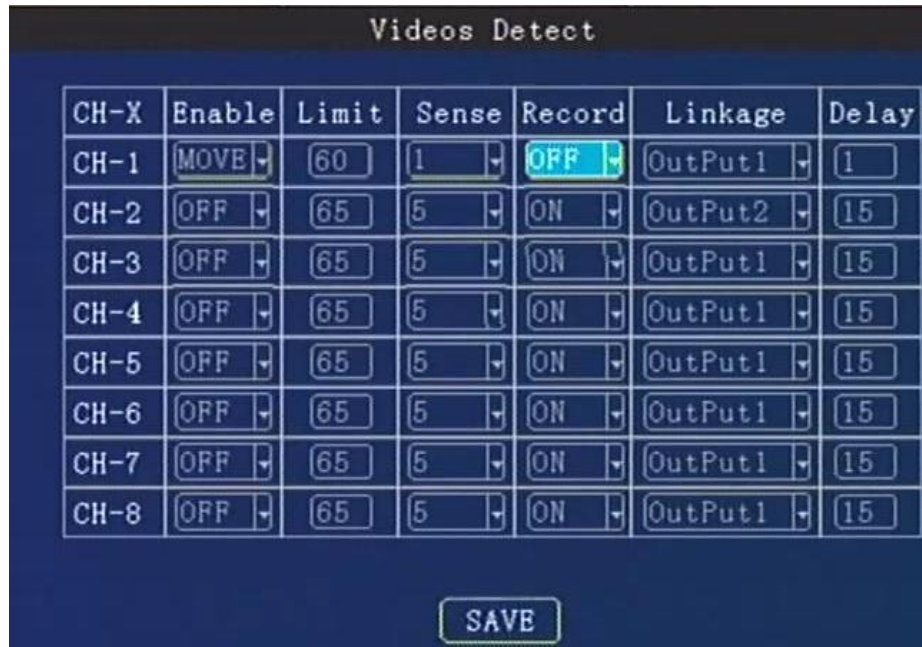 Videos Detect
CH-X Enable Limit Sense Record Linkage Delay
CH-1 MOVE 60 1 OFF OutPut1 1
CH-2 OFF 65 5 ON OutPut2 15
CH-3 OFF 65 5 ON OutPut1 15
CH-4 OFF 65 5 ON OutPut1 15
CH-5 OFF 65 5 ON OutPut1 15
CH-6 OFF 65 5 ON OutPut1 15
CH-7 OFF 65 5 ON OutPut1 15
CH-8 OFF 65 5 ON OutPut1 15
SAVE